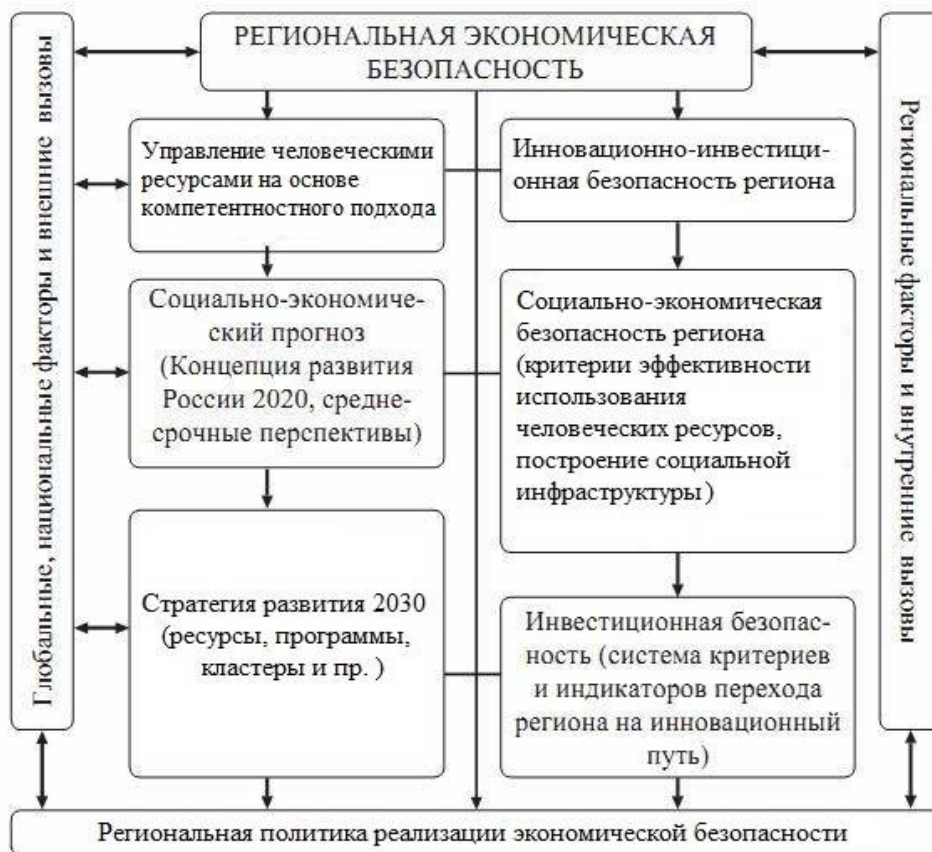 РЕГИОНАЛЬНАЯ ЭКОНОМИЧЕСКАЯ
БЕЗОПАСНОСТЬ
Глобальные, национальные факторы и внешние вызовы
Управление человеческими
ресурсами на основе
компетентностного подхода
Инновационно-инвестици-
онная безопасность региона
Социально-экономиче-
ский прогноз
(Концепция развития
России 2020, средне-
срочные перспективы)
Социально-экономическая
безопасность региона
(критерии эффективности
использования
человеческих ресурсов,
построение социальной
инфраструктуры )
Стратегия развития 2030
(ресурсы, программы,
кластеры и пр. )
Инвестиционная безопас-
ность (система критериев
и индикаторов перехода
региона на инновационный
путь)
Региональные факторы и внутренние вызовы
Региональная политика реализации экономической безопасности